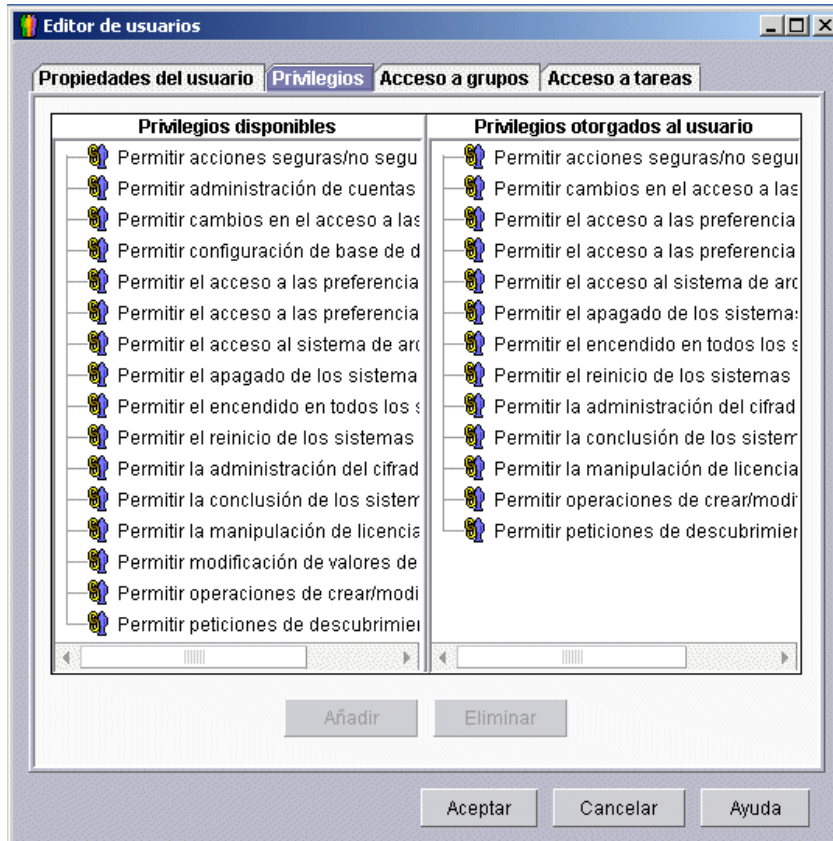 Editor de usuarios
Propiedades del usuario Privilegios Acceso a grupos Acceso a tareas
Privilegios disponibles
Permitir acciones seguras/no segu
Permitir administración de cuentas
Permitir cambios en el acceso a las
Permitir configuración de base de d
Permitir el acceso a las preferencia
Permitir el acceso a las preferencia
Permitir el acceso al sistema de arc
Permitir el apagado de los sistema
Permitir el encendido en todos los s
Permitir el reinicio de los sistemas
Permitir la administración del cifrad
Permitir la conclusión de los sistem
Permitir la manipulación de licencia
Permitir modificación de valores de
Permitir operaciones de crear/modi
Permitir peticiones de descubrimier
Privilegios otorgados al usuario
Permitir acciones seguras/no segur
Permitir cambios en el acceso a las
Permitir el acceso a las preferencia
Permitir el acceso a las preferencia
Permitir el acceso al sistema de arc
Permitir el apagado de los sistemas
Permitir el encendido en todos los s
Permitir el reinicio de los sistemas
Permitir la administración del cifrad
Permitir la conclusión de los sistem
Permitir la manipulación de licencia
Permitir operaciones de crear/modi
Permitir peticiones de descubrimier
Añadir Eliminar
Aceptar Cancelar Ayuda